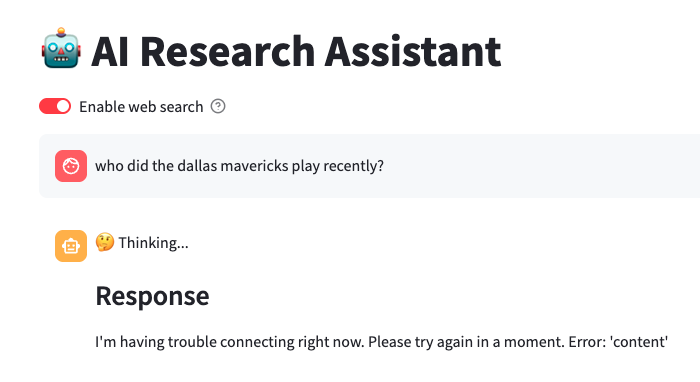 🤖 AI Research Assistant
Enable web search
who did the dallas mavericks play recently?
🤔 Thinking...
Response
I'm having trouble connecting right now. Please try again in a moment. Error: 'content'